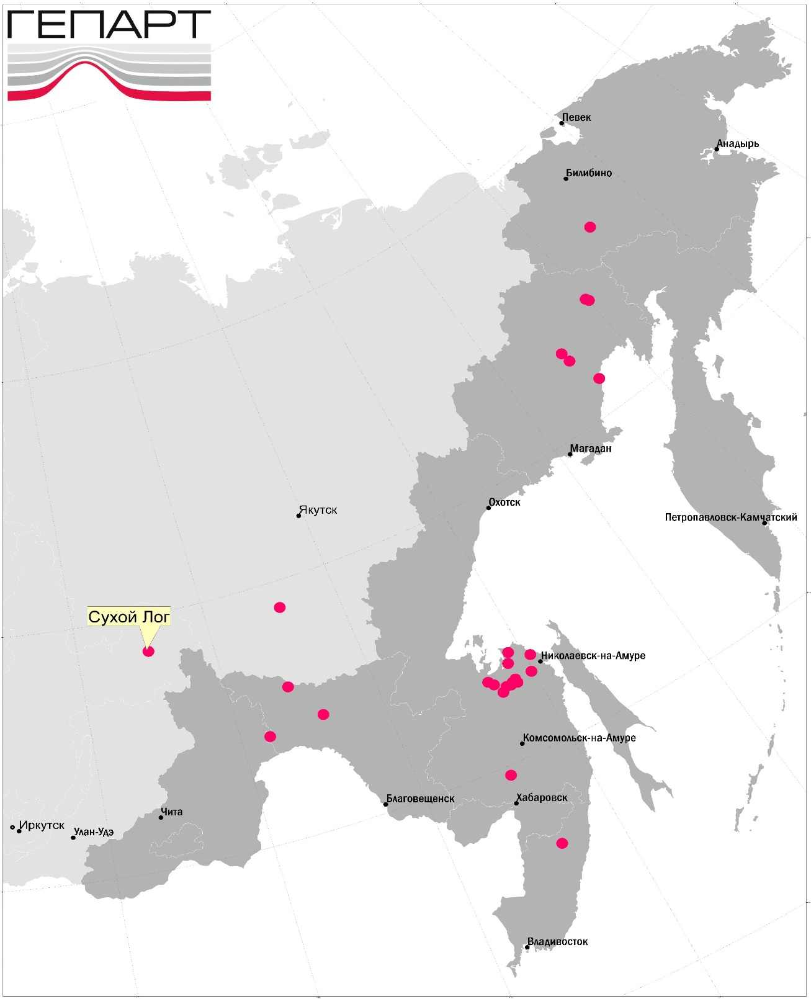 ГЕПАРТ
Певек
Анадырь
Билибино
Магадан
Охотск
Якутск
Петропавловск-Камчатский
Сухой Лог
Николаевск-на-Амуре
Комсомольск-на-Амуре
Хабаровск
Благовещенск
Чита
Иркутск
Улан-Удэ
Владивосток